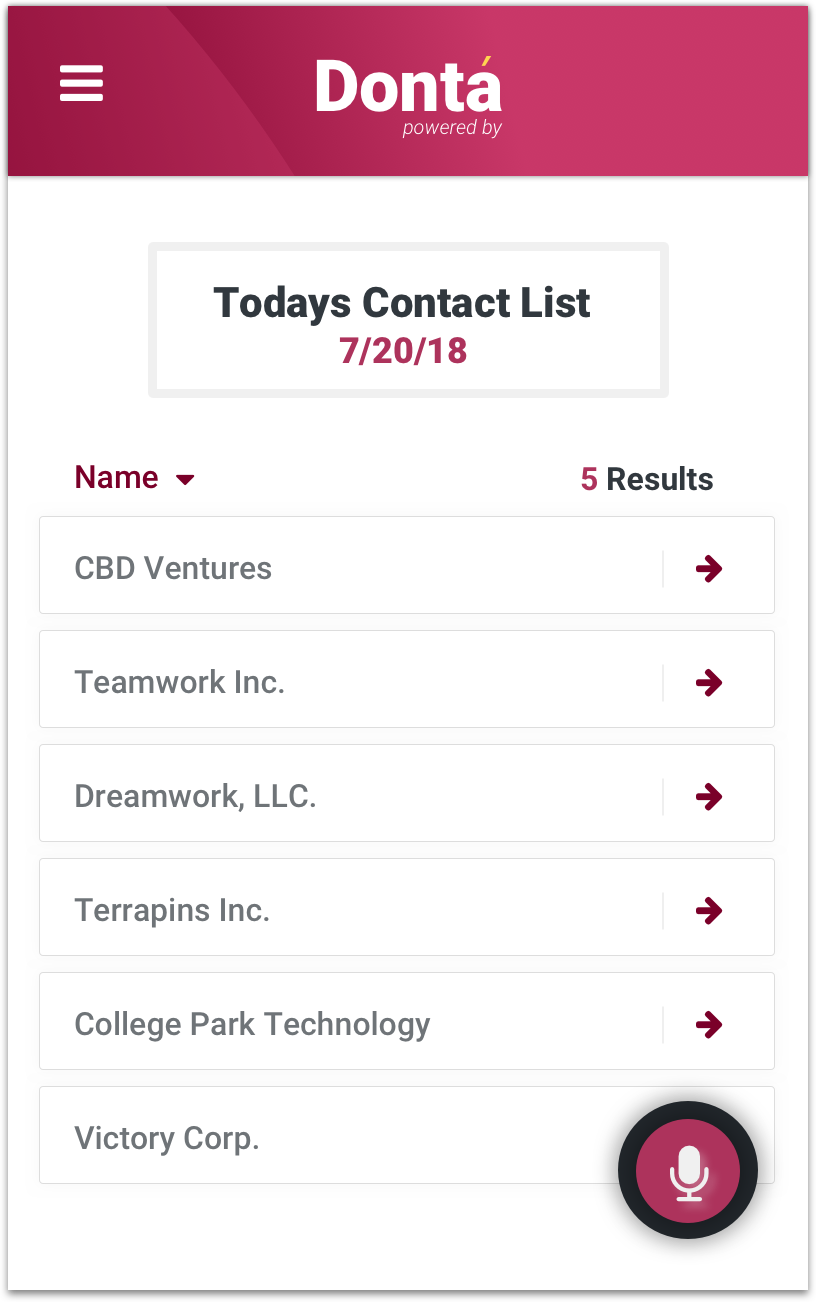 Dontá
powered by
Todays Contact List
7/20/18
Name
5 Results
CBD Ventures
Teamwork Inc.
Dreamwork, LLC.
Terrapins Inc.
College Park Technology
Victory Corp.